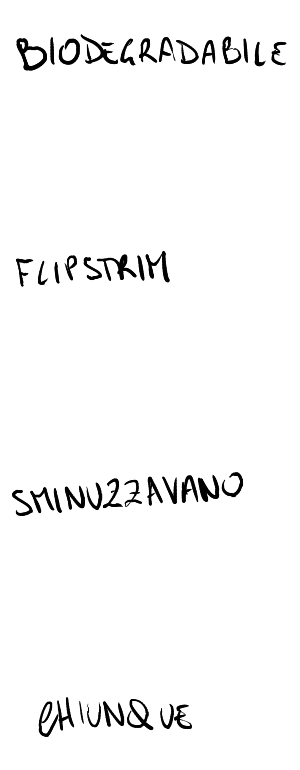 BIODEGRADABILE
FLIPSTRIM
SMINUZZAVANO
CHIUNQUE